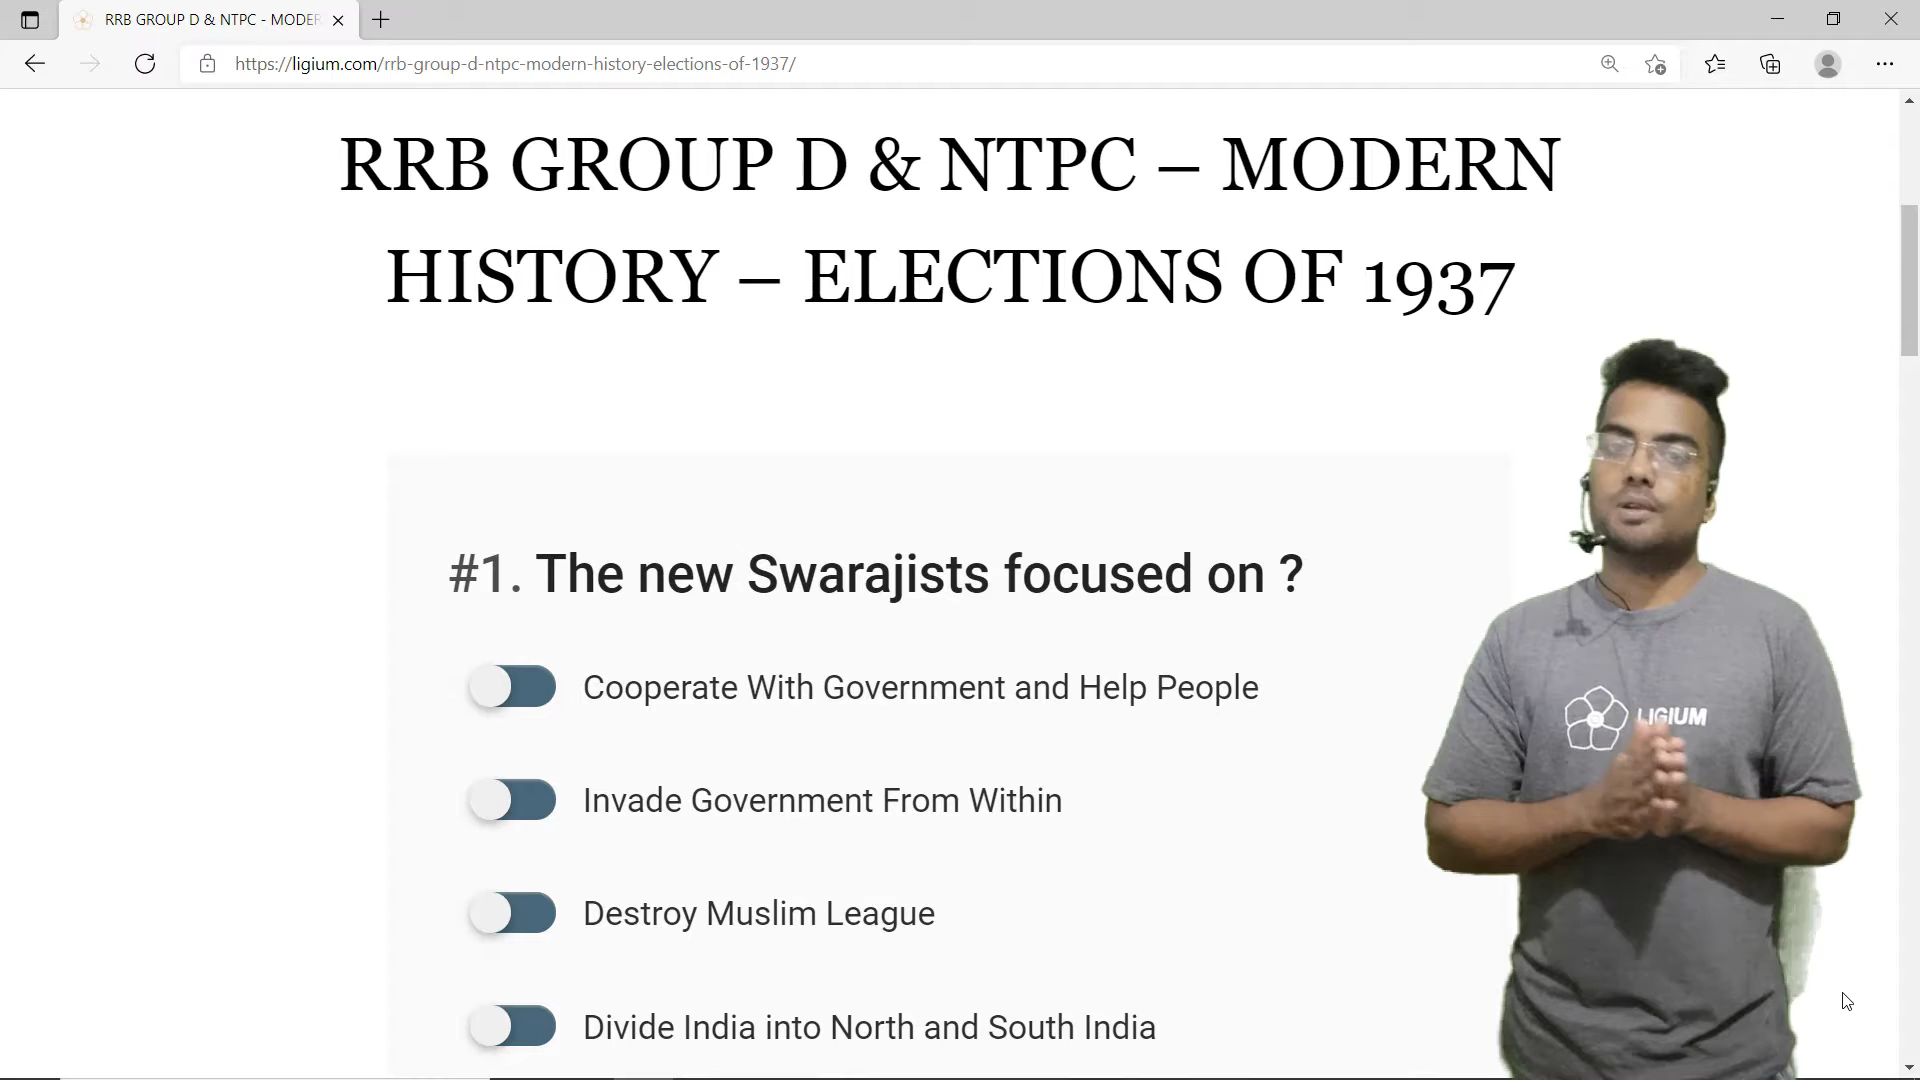 RRB GROUP D & NTPC - MODER
https://ligium.com/rrb-group-d-ntpc-modern-history-elections-of-1937/
RRB GROUP D & NTPC – MODERN
HISTORY – ELECTIONS OF 1937
#1. The new Swarajists focused on ?
Cooperate With Government and Help People
Invade Government From Within
Destroy Muslim League
Divide India into North and South India
LIGIUM